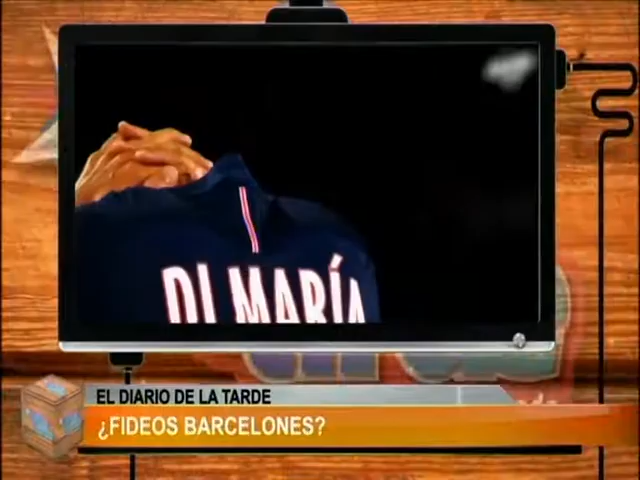 DI MARÍA
EL DIARIO DE LA TARDE
¿FIDEOS BARCELONES?